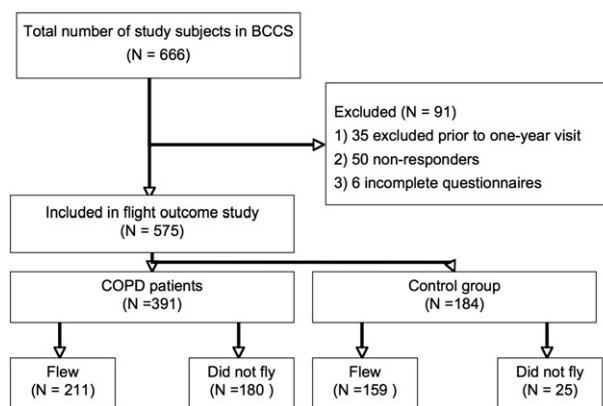 Total number of study subjects in BCCS
(N = 666)
Excluded (N = 91)
1) 35 excluded prior to one-year visit
2) 50 non-responders
3) 6 incomplete questionnaires
Included in flight outcome study
(N = 575)
COPD patients
(N =391)
Control group
(N =184)
Flew
(N = 211)
Did not fly
(N =180 )
Flew
(N =159 )
Did not fly
(N = 25)